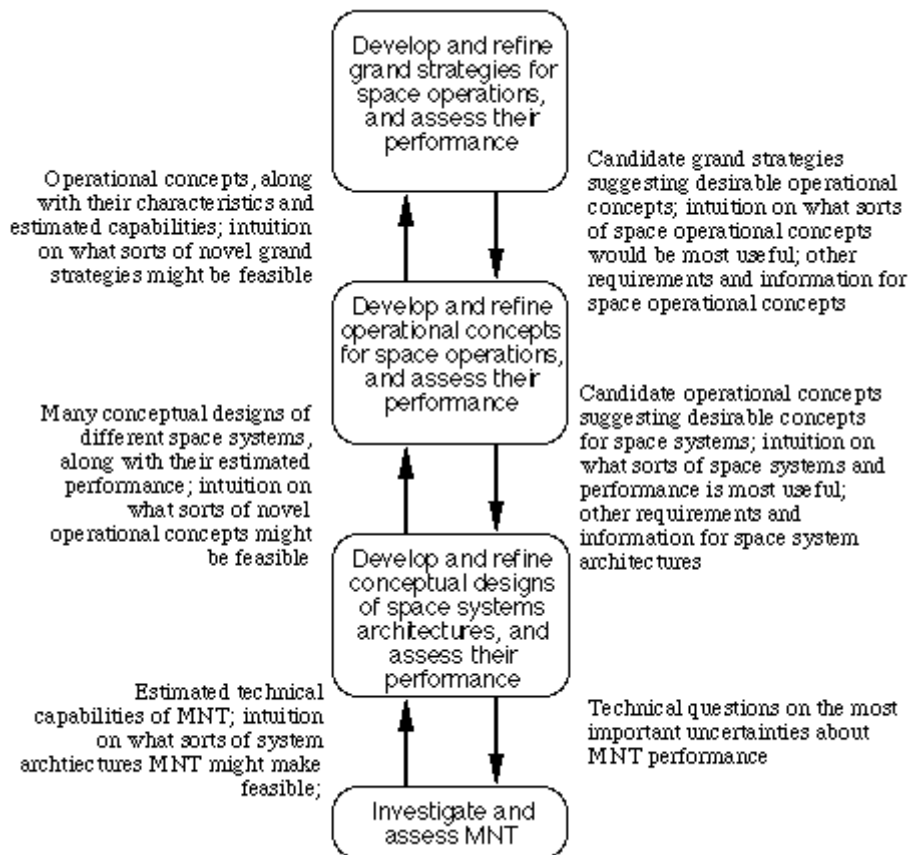 Develop and refine
grand strategies for
space operations,
and assess their
performance
Operational concepts, along
with their characteristics and
estimated capabilities; intuition
on what sorts of novel grand
strategies might be feasible
Candidate grand strategies
suggesting desirable operational
concepts; intuition on what sorts
of space operational concepts
would be most useful; other
requirements and information for
space operational concepts
Develop and refine
operational concepts
for space operations,
and assess their
performance
Many conceptual designs of
different space systems,
along with their estimated
performance; intuition on
what sorts of novel
operational concepts might
be feasible
Candidate operational concepts
suggesting desirable concepts
for space systems; intuition on
what sorts of space systems and
performance is most useful;
other requirements and
information for space system
architectures
Develop and refine
conceptual designs
of space systems
architectures, and
assess their
performance
Estimated technical
capabilities of MNT; intuition
on what sorts of system
archtiectures MNT might make
feasible;
Technical questions on the most
important uncertainties about
MNT performance
Investigate and
assess MNT